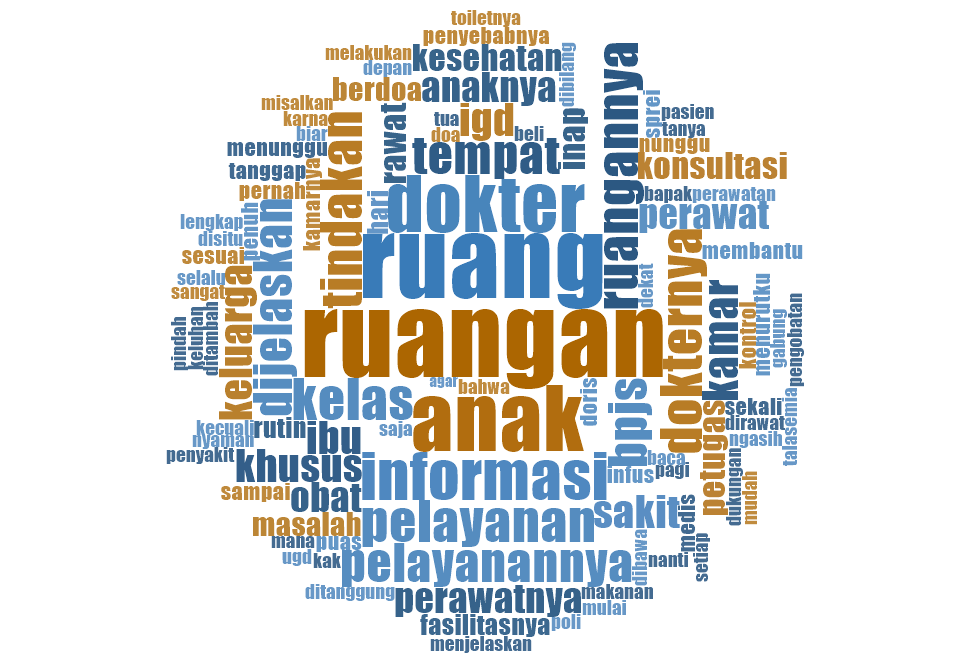 toiletnya
penyebabnya
melakukan
kesehatan
depan
dibilang
berdoa
anaknya
ruangannya
misalkan
karna
biar
rawat
tua
igd
doa
beli
inap
sprei
pasien
tanya
nunggu
menunggu
tindakan
tempat
konsultasi
tanggap
kamarnya
pernah
hari
dokter
bapak
perawatan
perawat
lengkap
penuh
disitu
dijelaskan
ruang
dokternya
membantu
sesuai
selalu
sangat
keluarga
dekat
kamar
kontrol
menurutku
gabung
pengobatan
pindah
keluhan
ditambah
ruangan
kelas
agar
bahwa
anak
doris
bpjs
petugas
sekali
dirawat
ngasih
talasemia
kecuali
nyaman
rutin
ibu
saja
penyakit
khusus
informasi
infus
baca
pagi
dukungan
mudah
sampai
obat
masalah
pelayanan
sakit
medis
setiap
mana
puas
ugd
kak
pelayanannya
dibawa
nanti
ditanggung
perawatnya
makanan
mulai
fasilitasnya
poli
menjelaskan